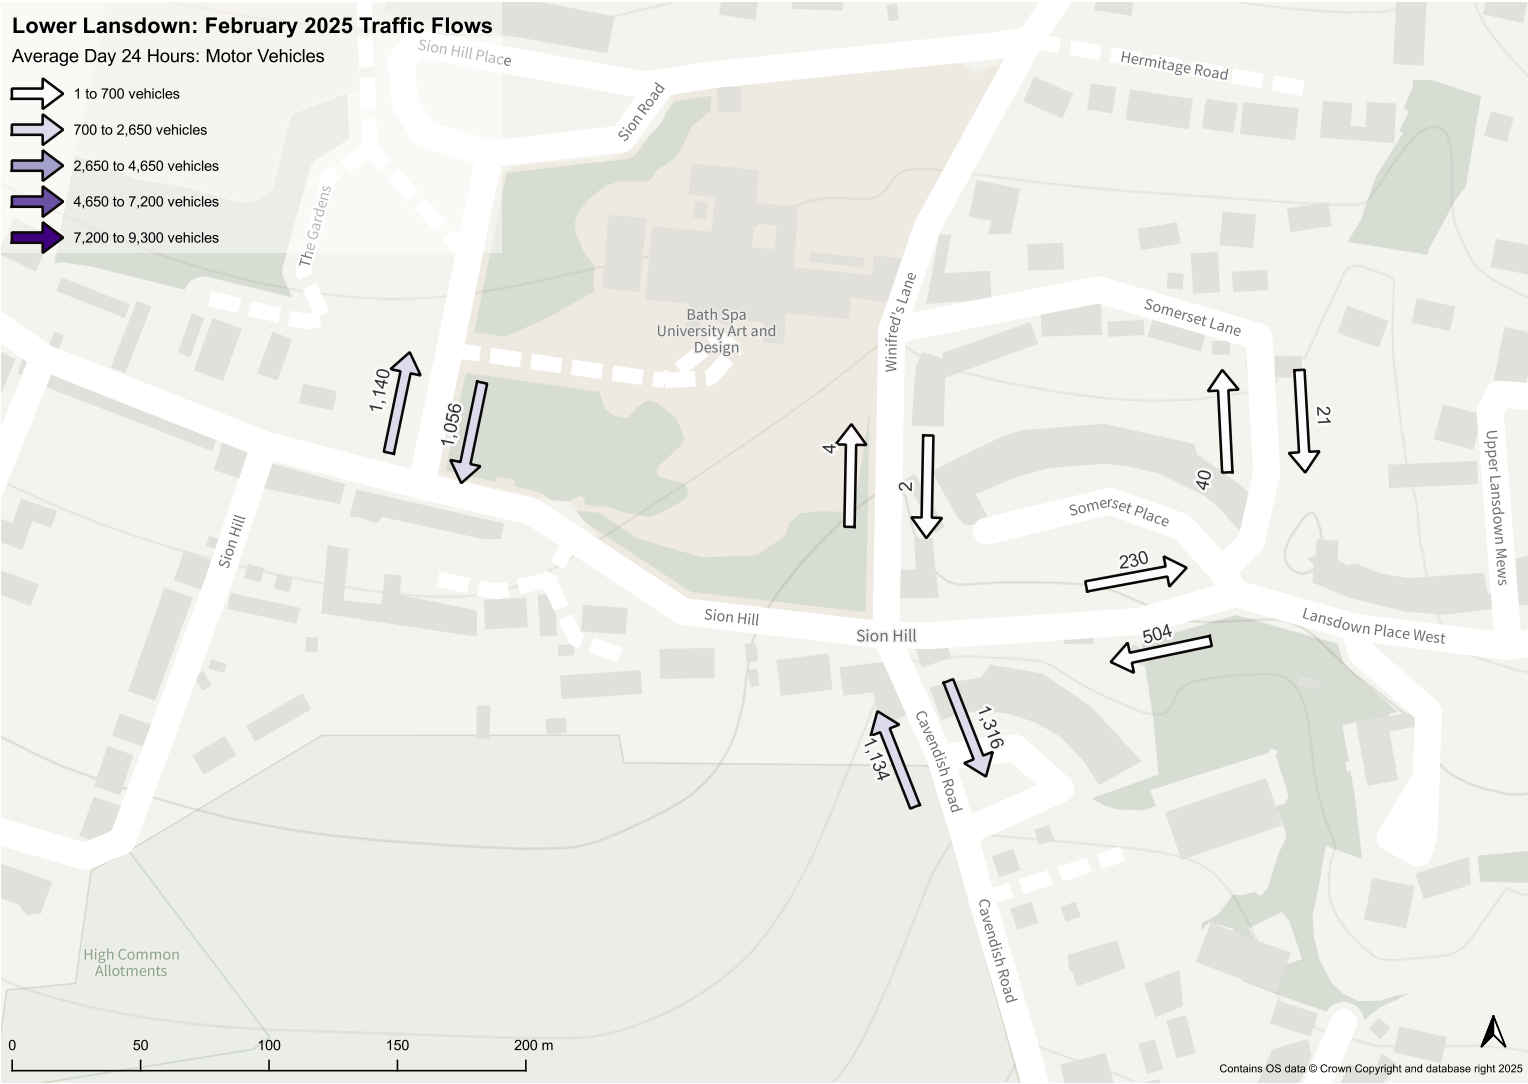 Lower Lansdown: February 2025 Traffic Flows
Average Day 24 Hours: Motor Vehicles
1 to 700 vehicles
700 to 2,650 vehicles
2,650 to 4,650 vehicles
4,650 to 7,200 vehicles
7,200 to 9,300 vehicles
Sion Hill Place
Sion Road
Hermitage Road
The Gardens
Bath Spa
University Art and
Design
Winifred's Lane
Somerset Lane
1,140
1,056
4
2
40
21
Upper Lansdown Mews
Somerset Place
Sion Hill
230
Sion Hill
Sion Hill
504
Lansdown Place West
1,316
1,134
Cavendish Road
Cavendish Road
High Common
Allotments
0 50 100 150 200 m
Contains OS data © Crown Copyright and database right 2025